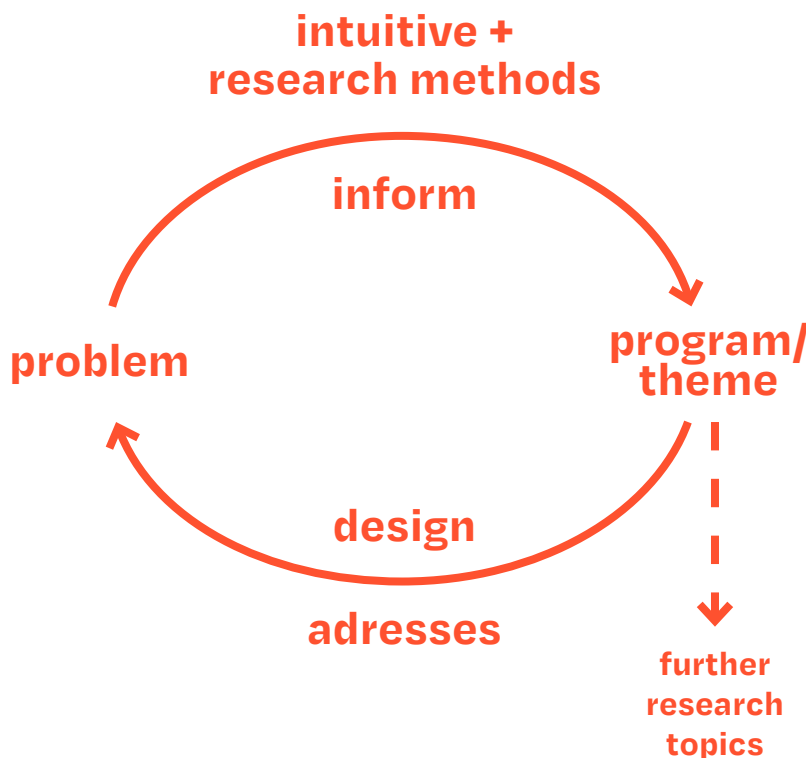 intuitive +
research methods
inform
problem
program/
theme
design
adresses
further
research
topics